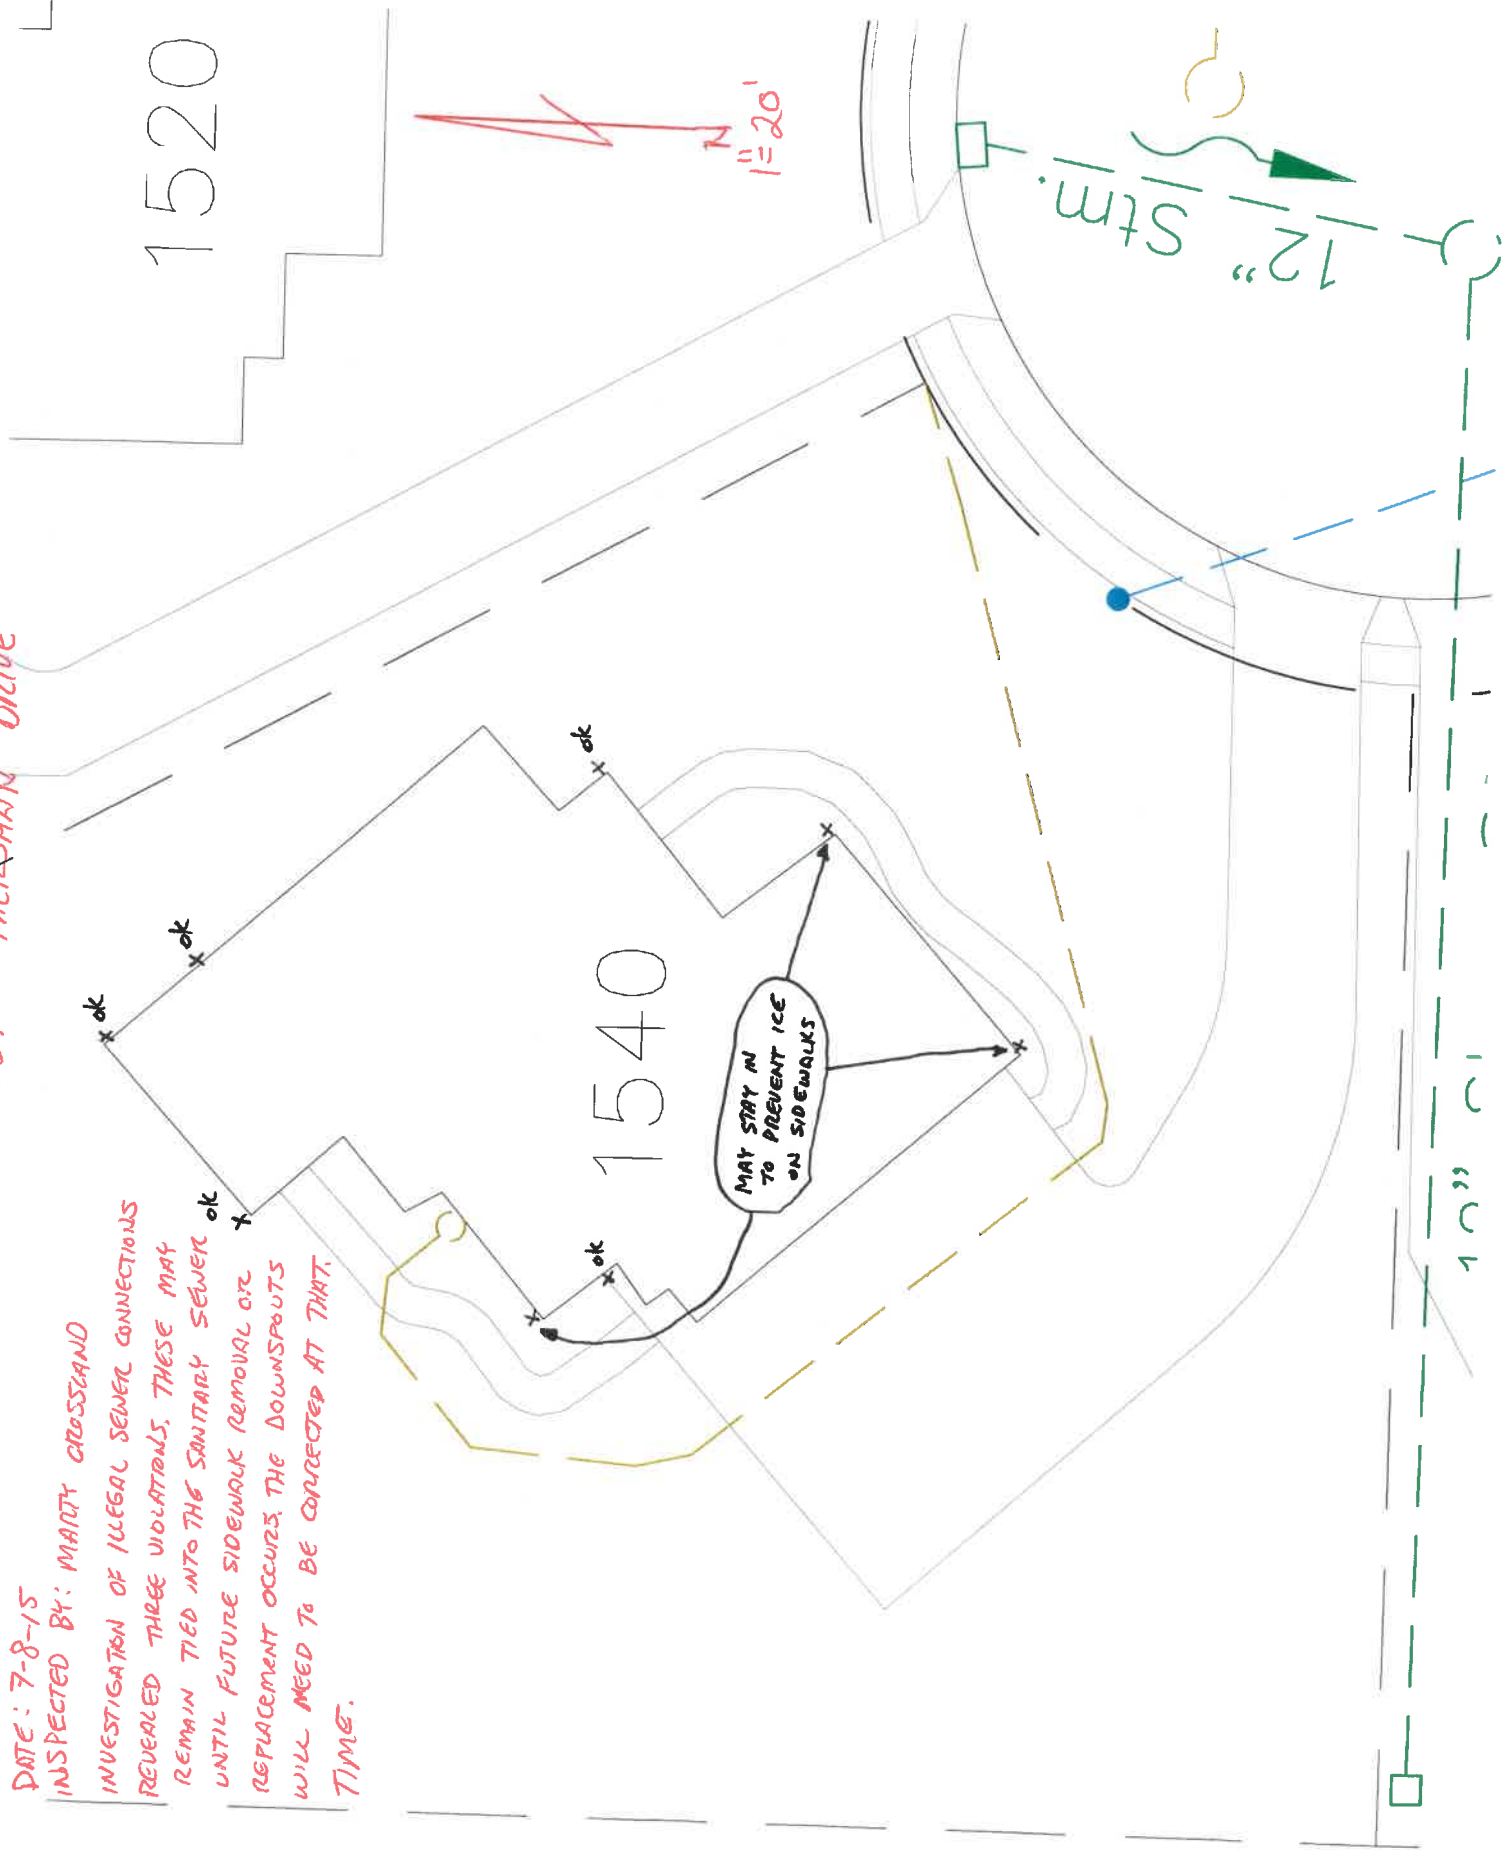 DATE: 7-8-15
INSPECTED BY: MARTY CROSSLAND
INVESTIGATION OF ILLEGAL SEWER CONNECTIONS
REVEALED THREE VIOLATIONS. THESE MAY
REMAIN TIED INTO THE SANITARY SEWER
UNTIL FUTURE SIDEWALK REMOVAL OR
REPLACEMENT OCCURS. THE DOWNSPOUTS
WILL NEED TO BE CORRECTED AT THAT.
TIME.
DRIVE
1520
N
1"=20'
ok
ok
ok
ok
ok
1540
MAY STAY IN
TO PREVENT ICE
ON SIDEWALKS
12" Stm.